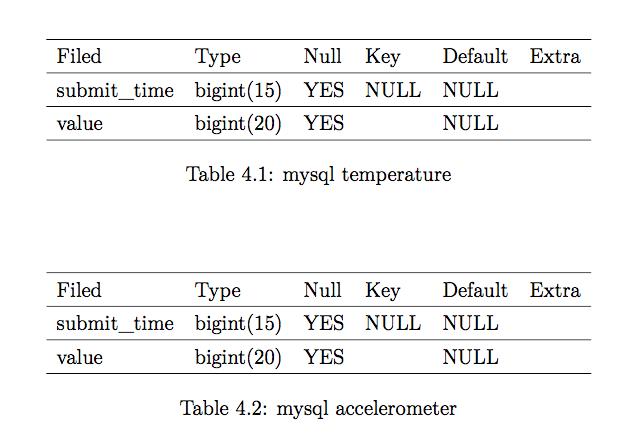 Filed Type Null Key Default Extra
submit_time bigint(15) YES NULL NULL
value bigint(20) YES NULL
Table 4.1: mysql temperature
Filed Type Null Key Default Extra
submit_time bigint(15) YES NULL NULL
value bigint(20) YES NULL
Table 4.2: mysql accelerometer